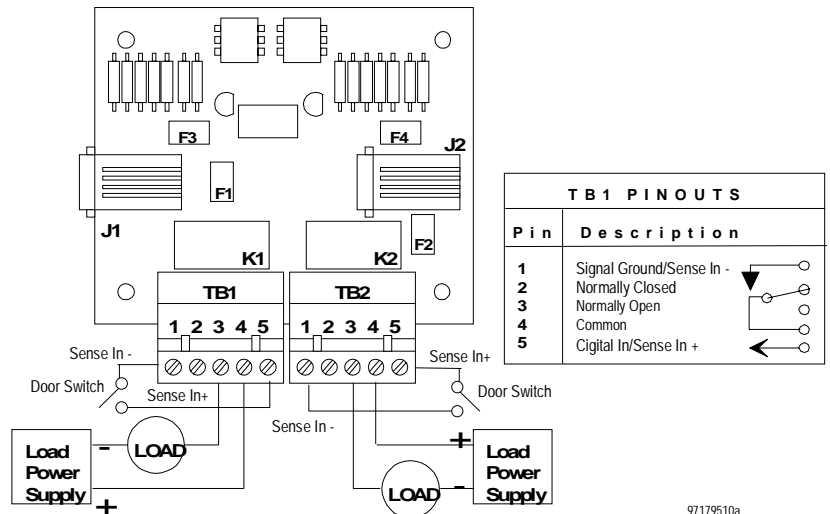 F3
F4
J2
F1
J1
F2
K1
K2
TB1
TB2
1 2 3 4 5
1 2 3 4 5
Sense In -
Sense In+
Door Switch
Sense In+
Door Switch
Sense In -
Load
Power
Supply
-
+
LOAD
LOAD
+
-
Load
Power
Supply
TB1 PINOUTS
Pin Description
1 Signal Ground/Sense In -
2 Normally Closed
3 Normally Open
4 Common
5 Cigital In/Sense In +
97179510a